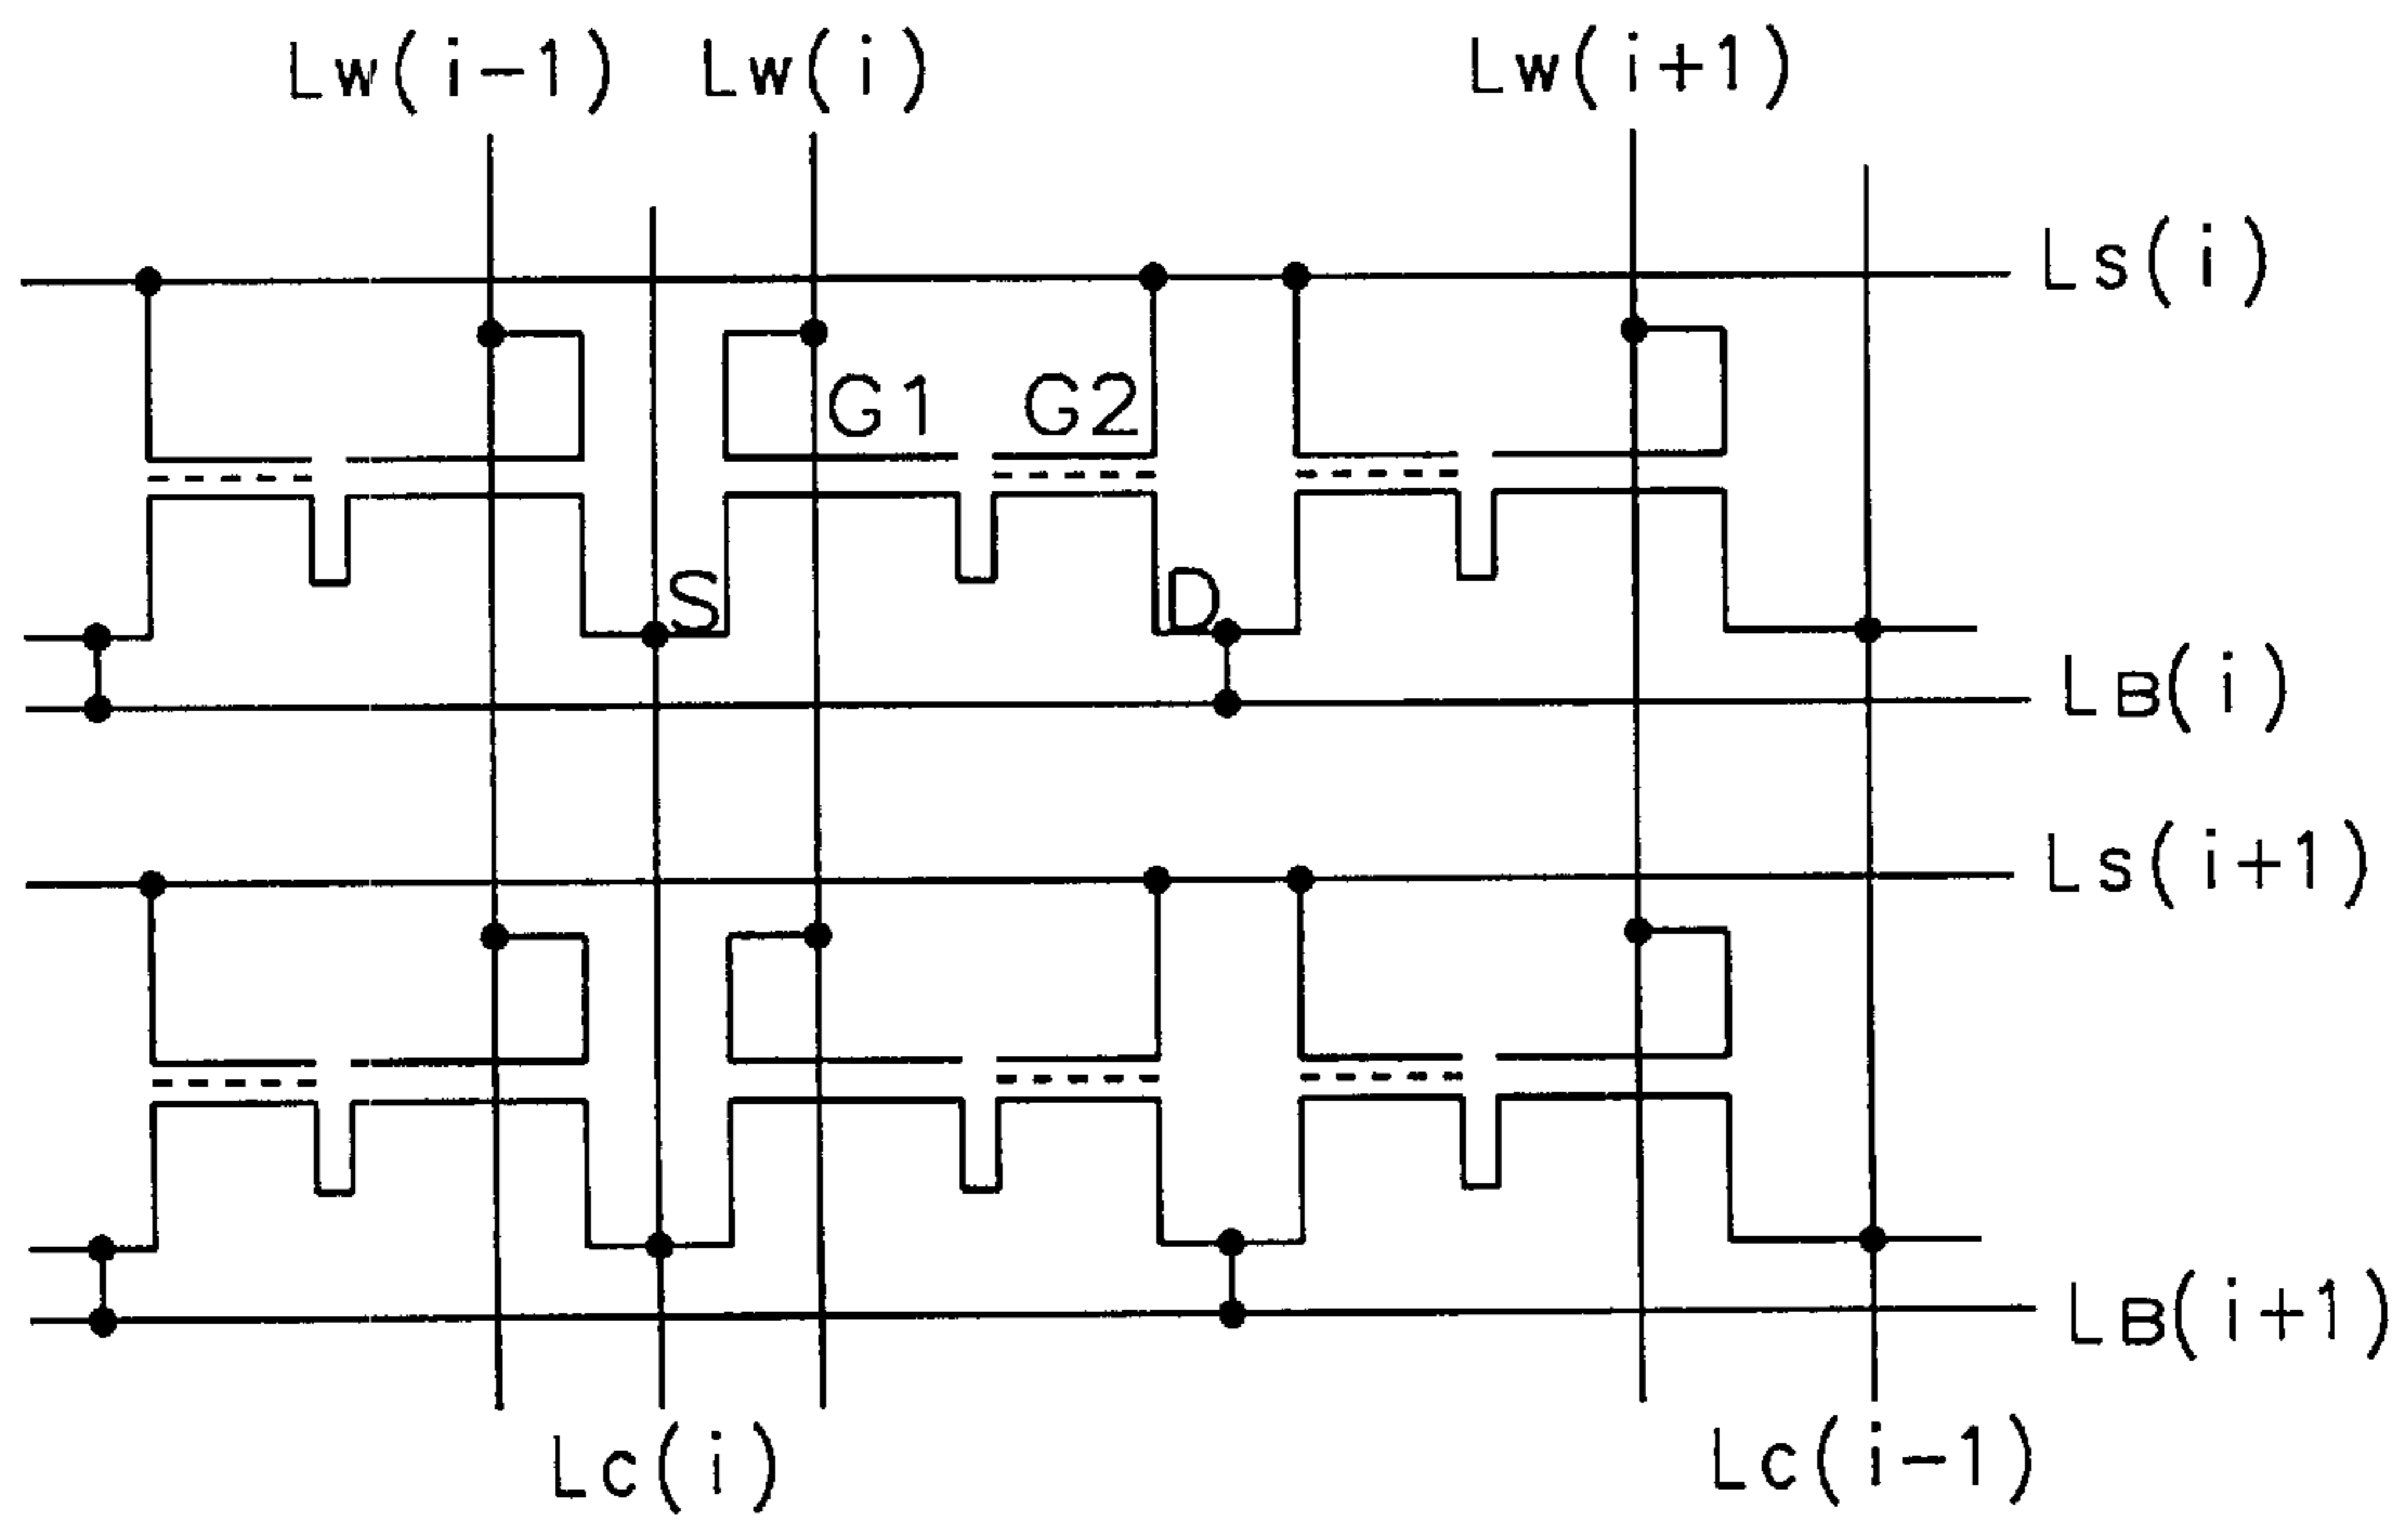 Lw(i-1) Lw(i) Lw(i+1)
Ls(i)
G1 G2
S D
LB(i)
Ls(i+1)
LB(i+1)
Lc(i) Lc(i-1)